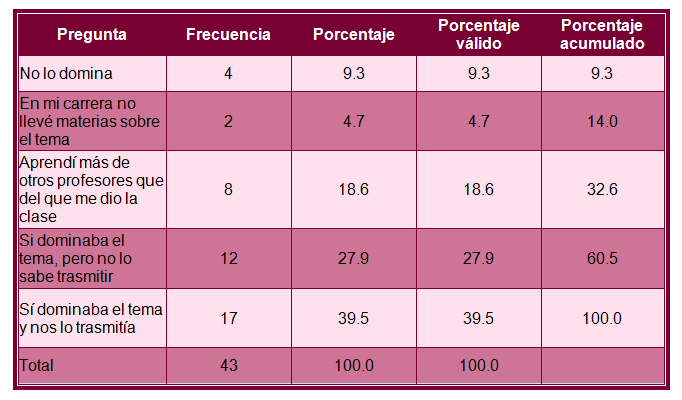 Pregunta Frecuencia Porcentaje Porcentaje válido Porcentaje acumulado
No lo domina 4 9.3 9.3 9.3
En mi carrera no
llevé materias sobre 2 4.7 4.7 14.0
el tema
Aprendí más de
otros profesores que
del que me dio la 8 18.6 18.6 32.6
clase
Si dominaba el
tema, pero no lo 12 27.9 27.9 60.5
sabe trasmitir
Sí dominaba el tema 17 39.5 39.5 100.0
y nos lo trasmitía
Total 43 100.0 100.0